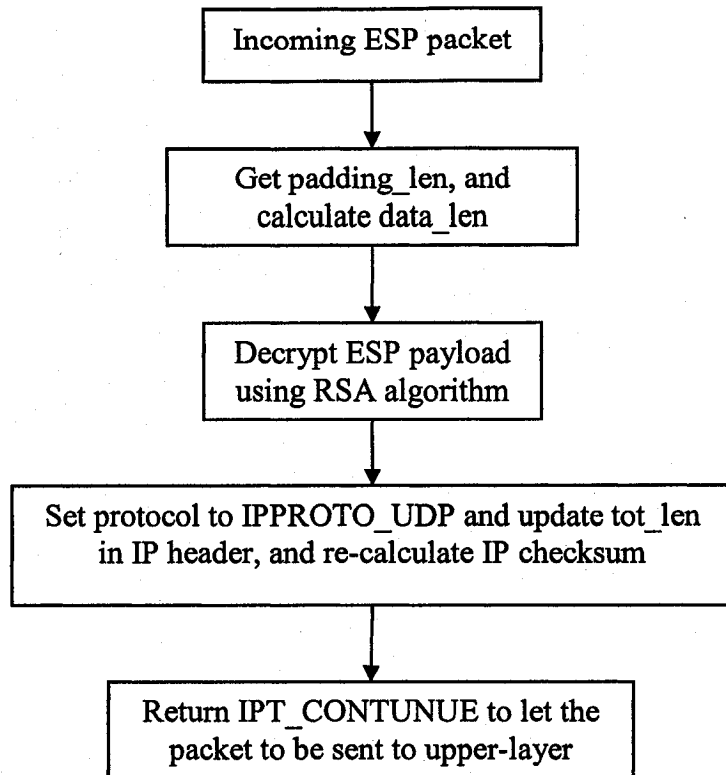 Incoming ESP packet
Get padding_len, and
calculate data_len
Decrypt ESP payload
using RSA algorithm
Set protocol to IPPROTO_UDP and update tot_len
in IP header, and re-calculate IP checksum
Return IPT_CONTUNUE to let the
packet to be sent to upper-layer